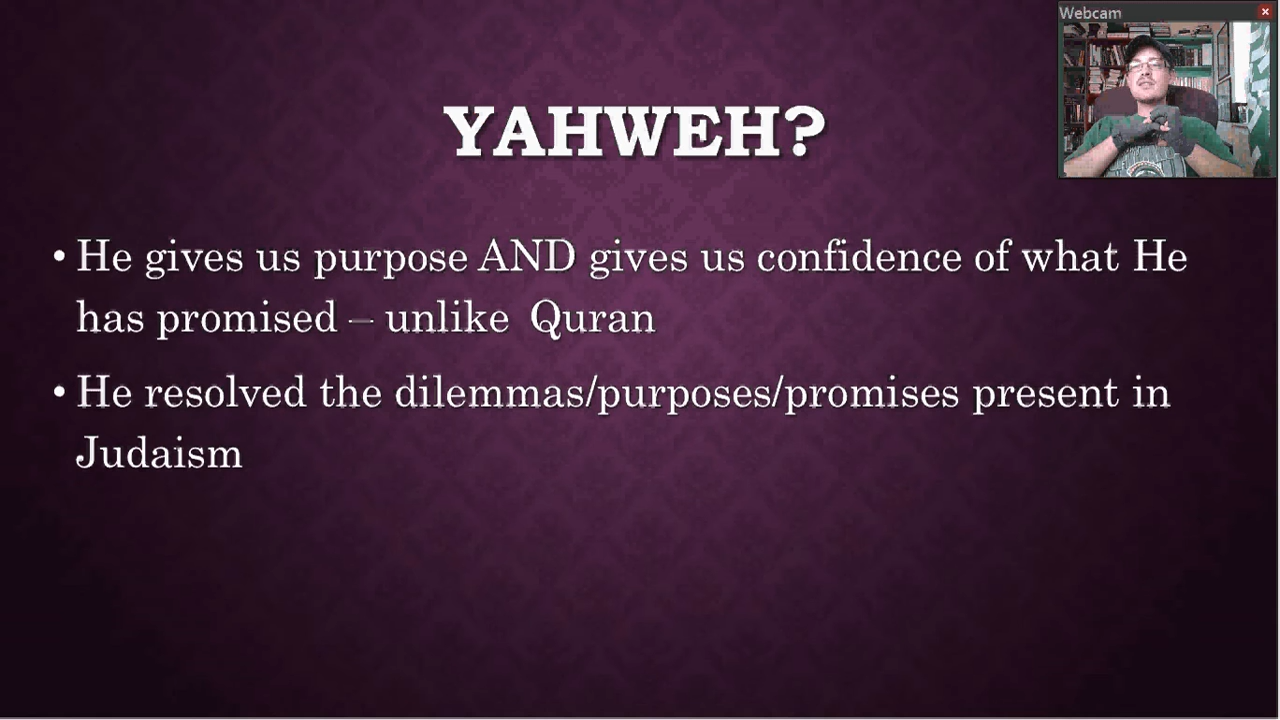 Webcam
YAHWEH?
• He gives us purpose AND gives us confidence of what He
has promised – unlike  Quran
• He resolved the dilemmas/purposes/promises present in
Judaism